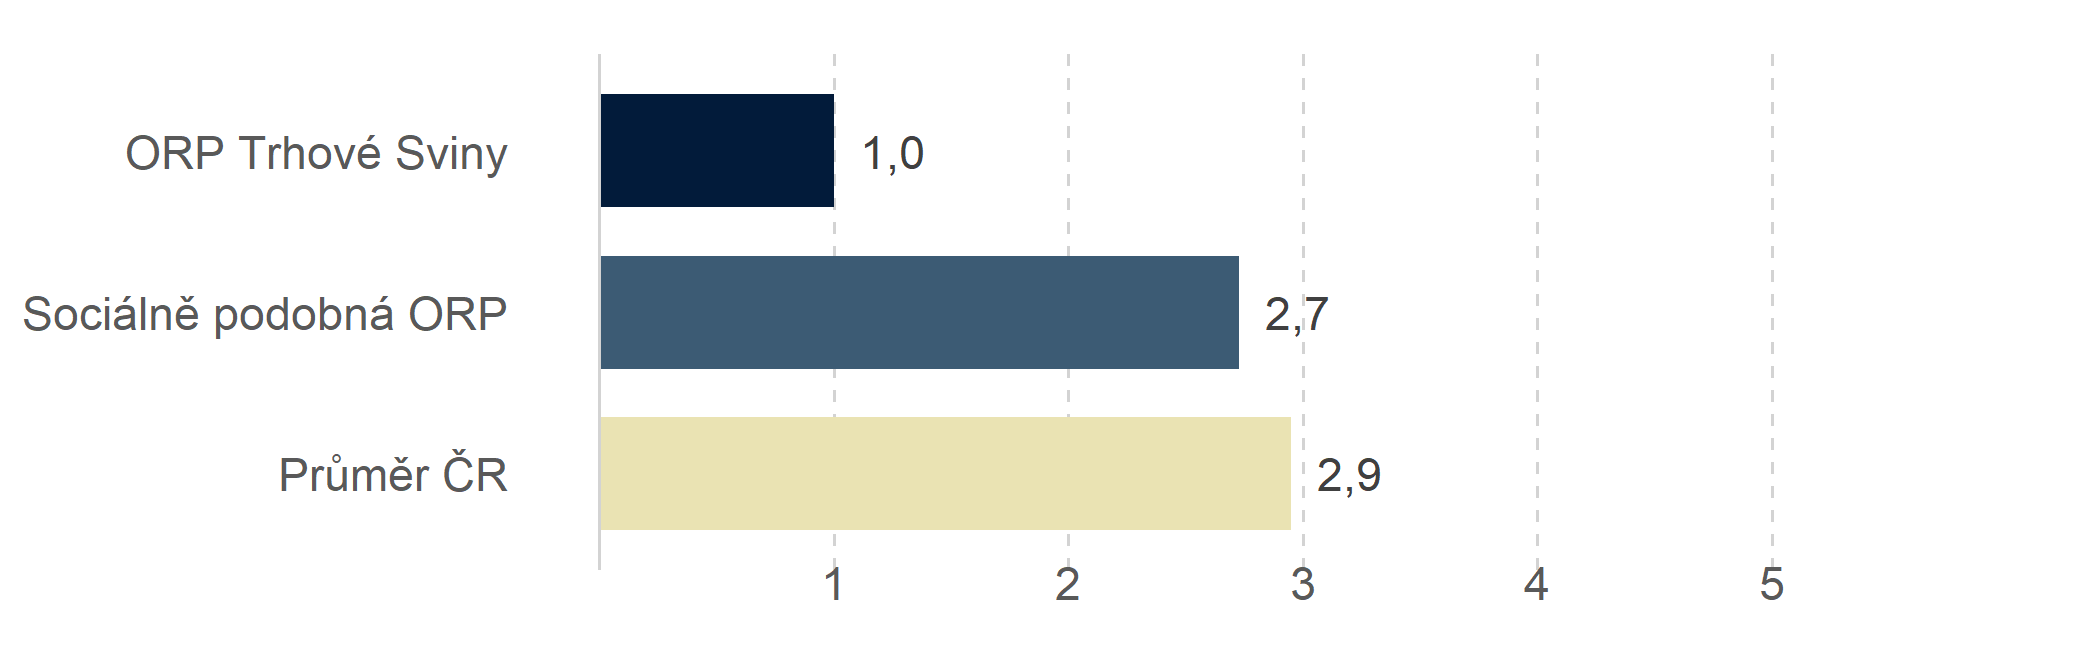 ORP Trhové Sviny 1,0
Sociálně podobná ORP 2,7
Průměr ČR 2,9
1 2 3 4 5